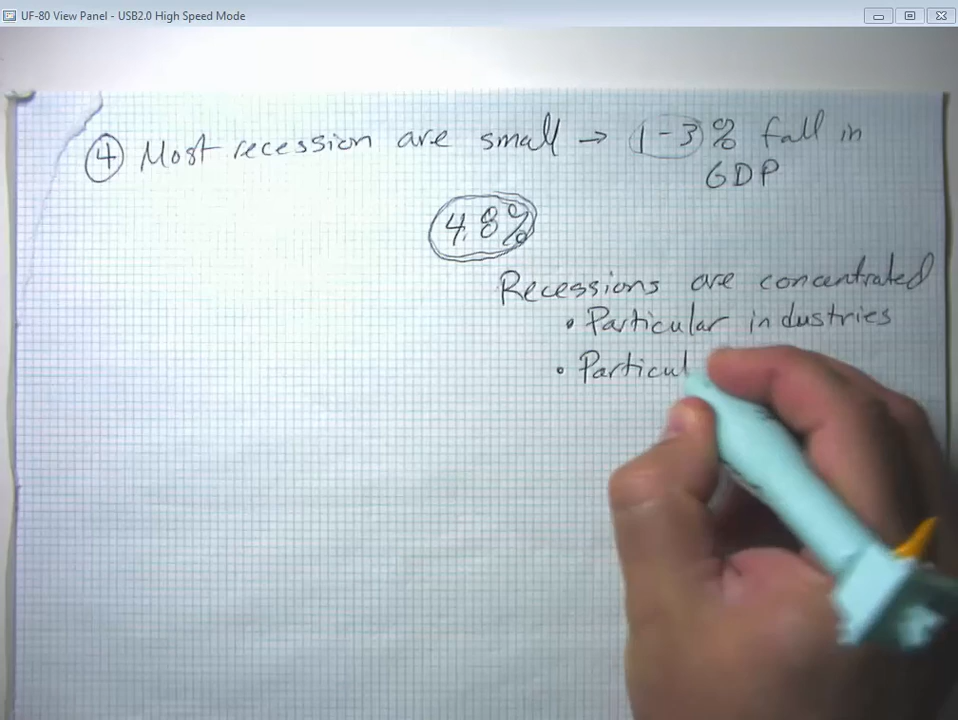 UF-80 View Panel - USB2.0 High Speed Mode
④ Most recession are small → 1-3% fall in
GDP
4.8%
Recessions are concentrated
• Particular industries
• Particul